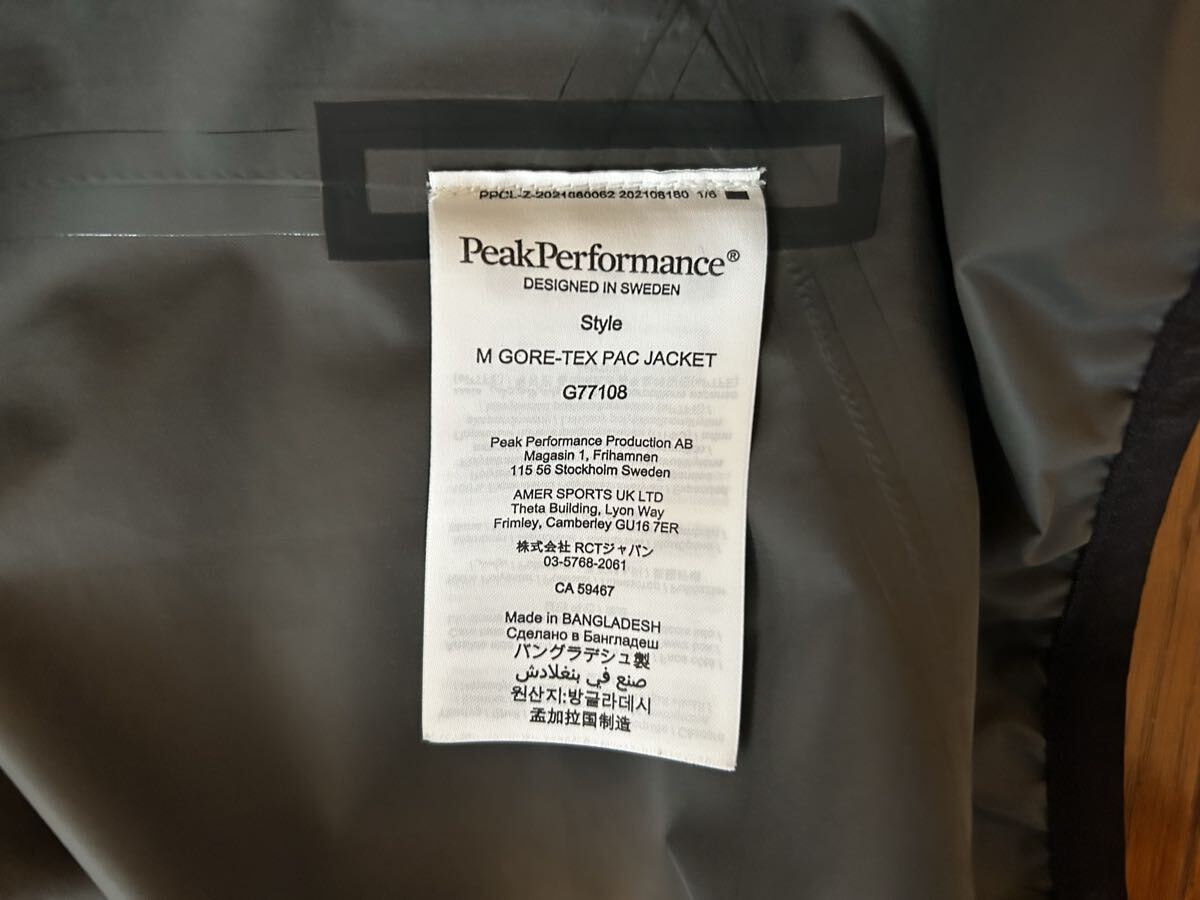 PPCL-Z-2021080062 202108180 1/6
PeakPerformance®
DESIGNED IN SWEDEN
Style
M GORE-TEX PAC JACKET
G77108
Peak Performance Production AB
Magasin 1, Frihamnen
115 56 Stockholm Sweden
AMER SPORTS UK LTD
Theta Building, Lyon Way
Frimley, Camberley GU16 7ER
株式会社 RCTジャパン
03-5768-2061
CA 59467
Made in BANGLADESH
Сделано в Бангладеш
バングラデシュ製
صنع في بنغلادش
원산지:방글라데시
孟加拉国制造